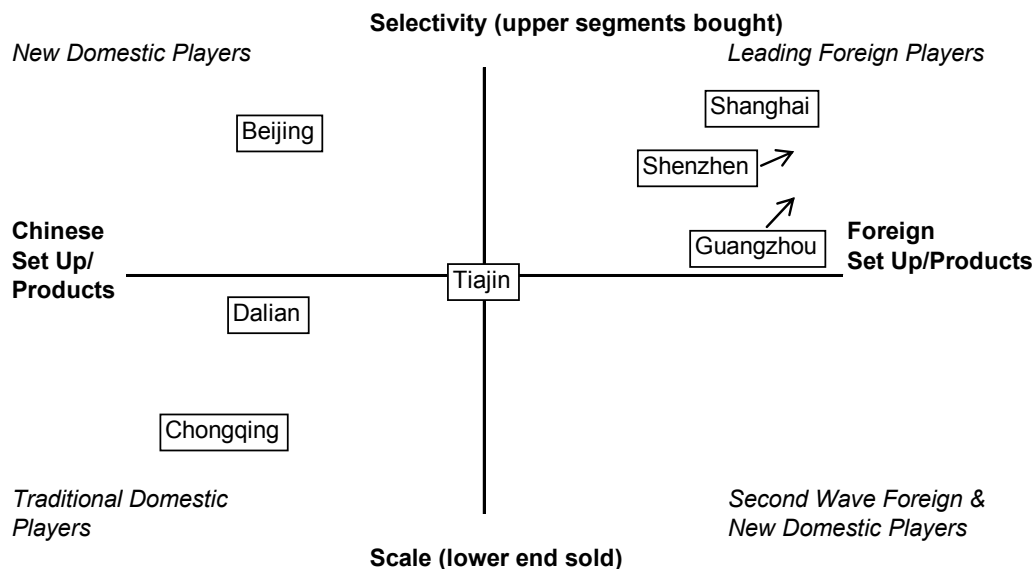 Selectivity (upper segments bought)
New Domestic Players
Leading Foreign Players
Shanghai
Beijing
Shenzhen
Chinese
Set Up/
Products
Guangzhou
Foreign
Set Up/Products
Tiajin
Dalian
Chongqing
Traditional Domestic
Players
Second Wave Foreign &
New Domestic Players
Scale (lower end sold)